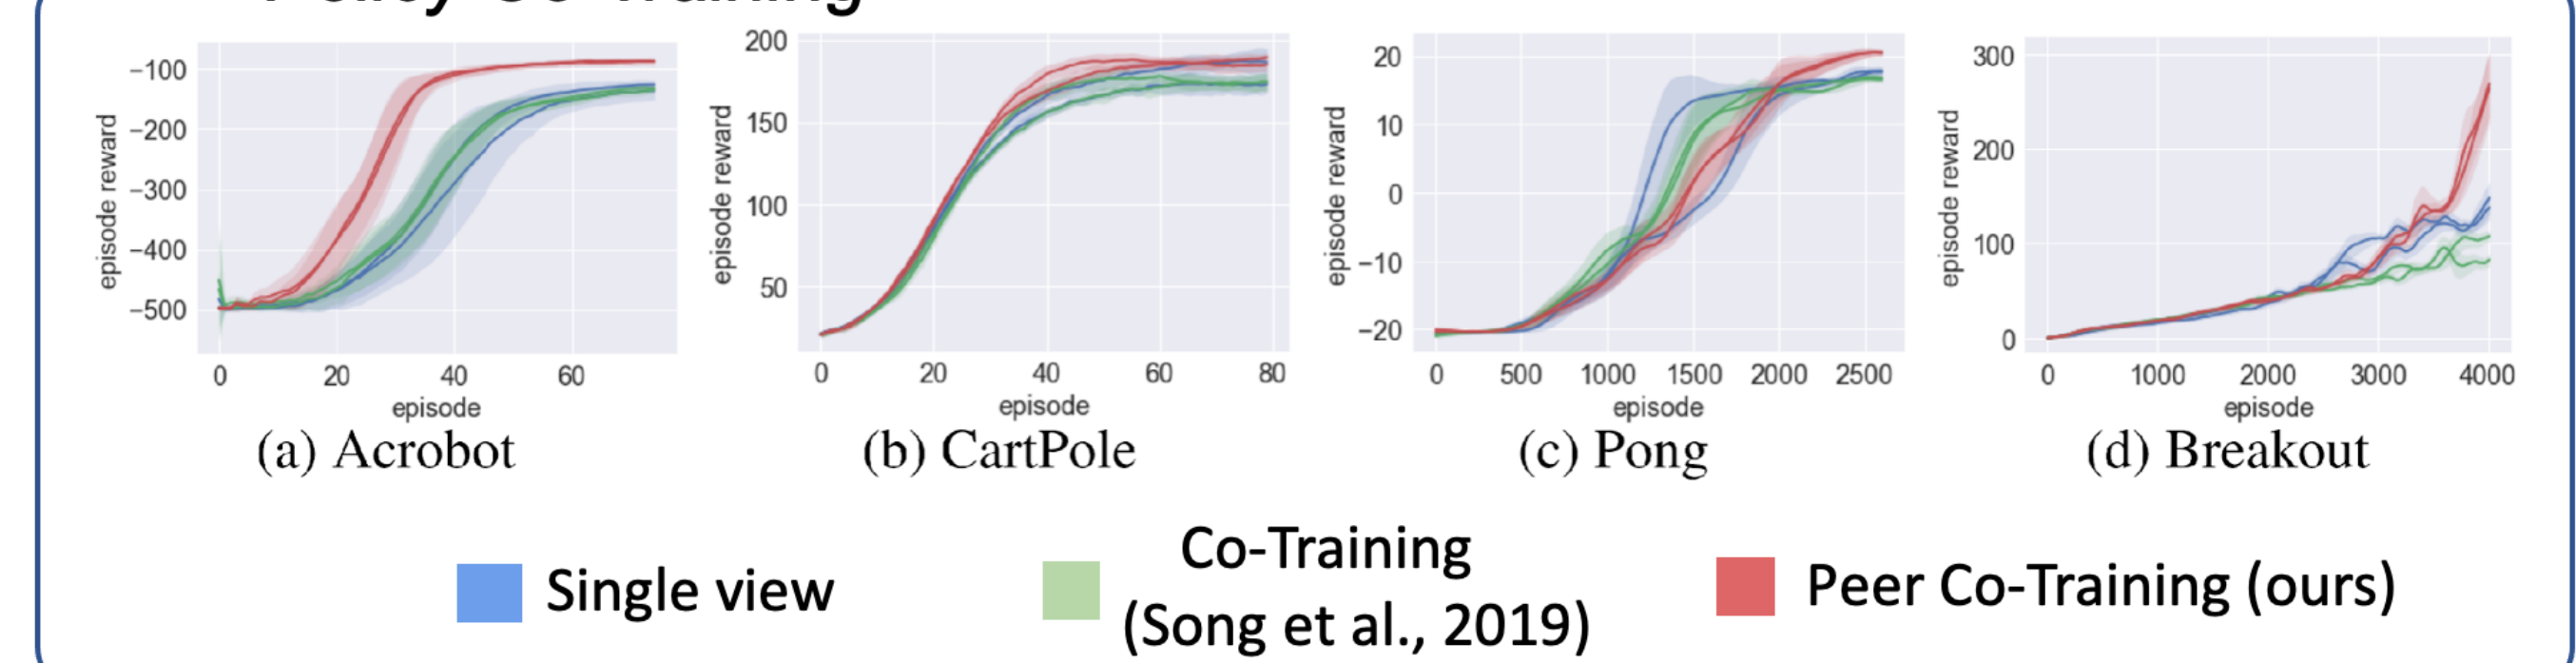 Policy Co-Training
-100
-200
-300
-400
-500
episode reward
0 20 40 60
episode
(a) Acrobot
200
150
100
50
episode reward
0 20 40 60 80
episode
(b) CartPole
20
10
0
-10
-20
episode reward
0 500 1000 1500 2000 2500
episode
(c) Pong
300
200
100
0
episode reward
0 1000 2000 3000 4000
episode
(d) Breakout
Single view
Co-Training
(Song et al., 2019)
Peer Co-Training (ours)